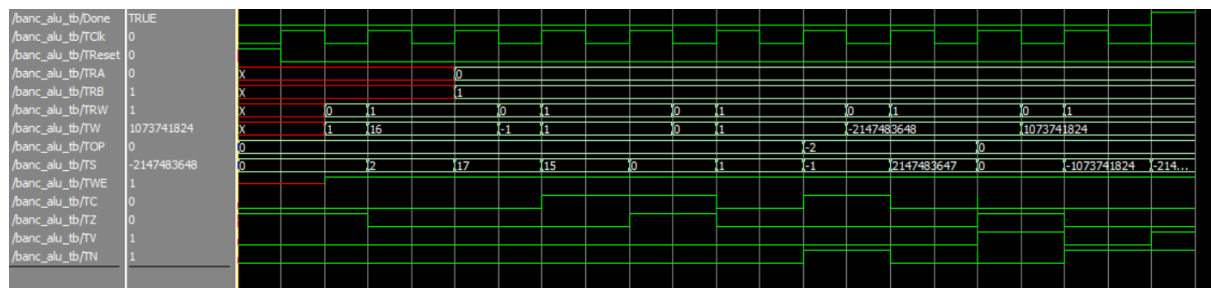 /banc_alu_tb/Done TRUE
/banc_alu_tb/TClk 0
/banc_alu_tb/TReset 0
/banc_alu_tb/TRA 0 X 0
/banc_alu_tb/TRB 1 X 1
/banc_alu_tb/TRW 1 X 0 1 0 1 0 1 0 1 0 1
/banc_alu_tb/TW 1073741824 X 1 16 -1 1 0 1 -2147483648 1073741824
/banc_alu_tb/TOP 0 0 -2 0
/banc_alu_tb/TS -2147483648 0 2 17 15 0 1 -1 2147483647 0 -1073741824 -214...
/banc_alu_tb/TWE 1
/banc_alu_tb/TC 0
/banc_alu_tb/TZ 0
/banc_alu_tb/TV 1
/banc_alu_tb/TN 1